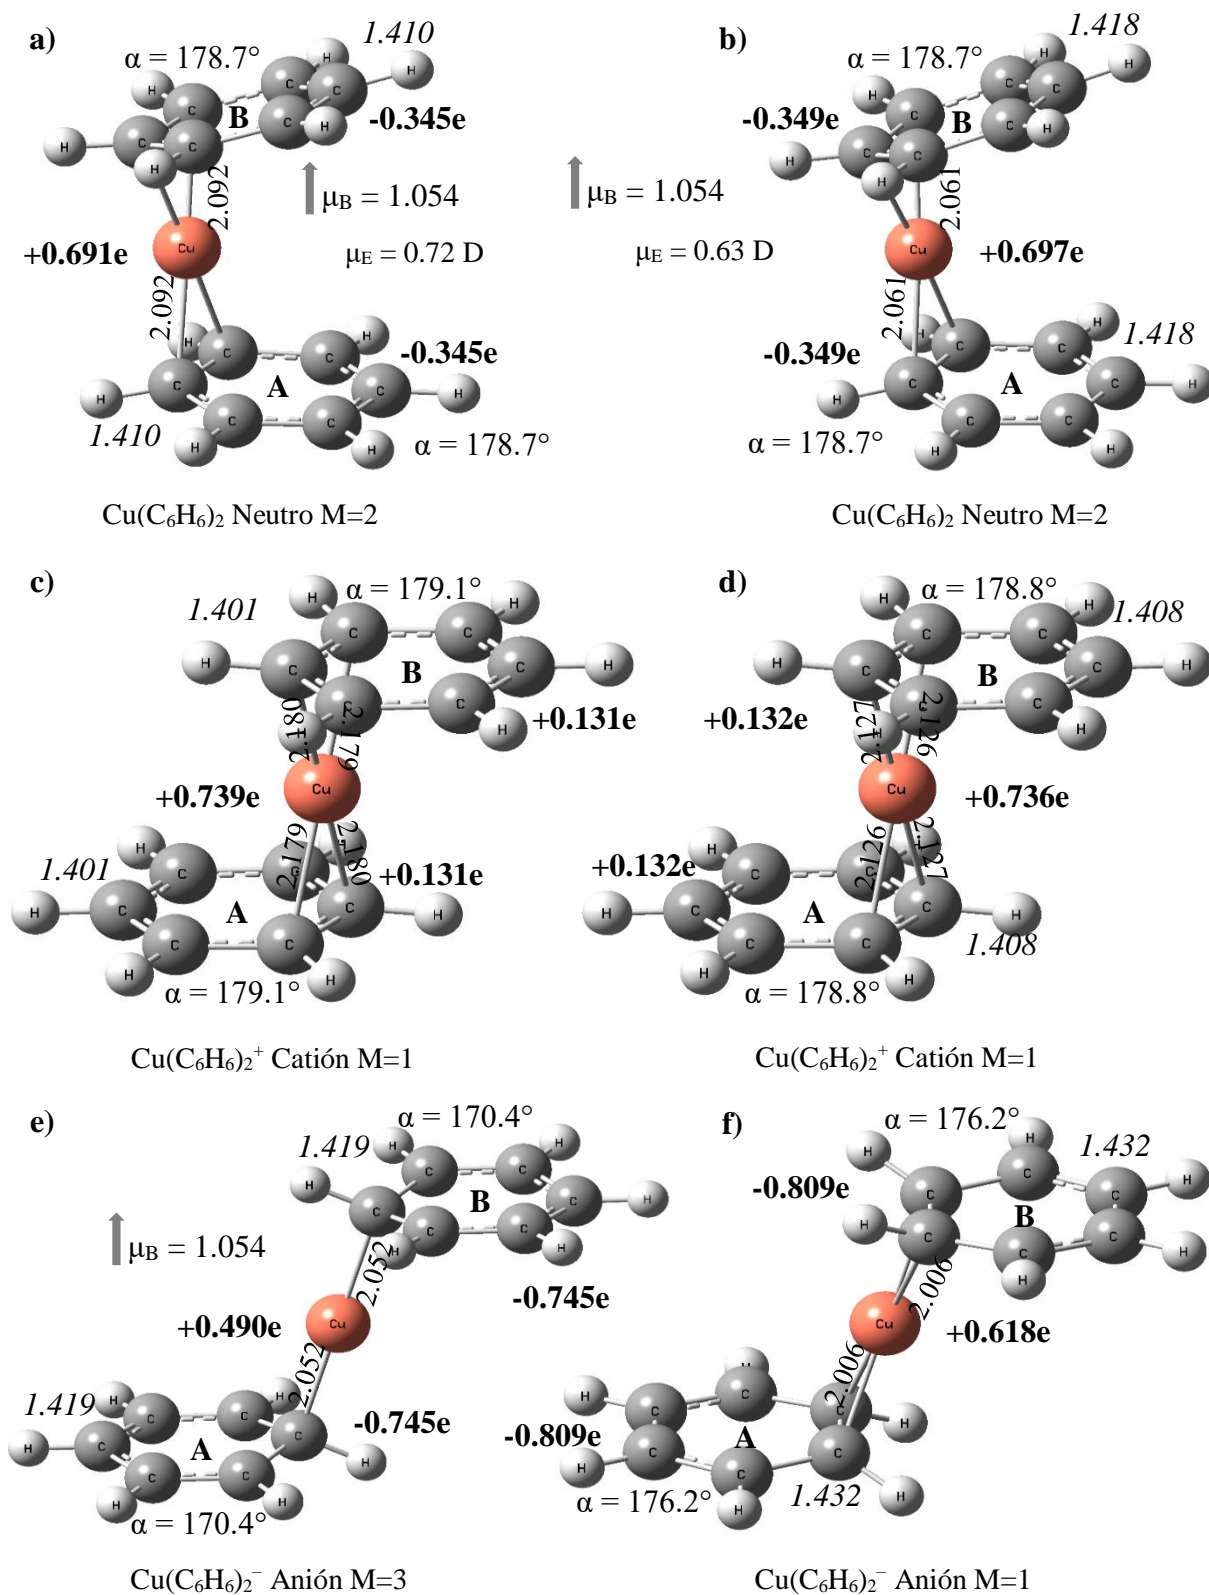 a)
α = 178.7°
1.410
B
-0.345e
2.092
μB = 1.054
+0.691e
Cu
μE = 0.72 D
2.092
-0.345e
A
1.410
α = 178.7°
Cu(C₆H₆)₂ Neutro M=2
b)
α = 178.7°
1.418
-0.349e
B
2.061
μB = 1.054
μE = 0.63 D
Cu
+0.697e
2.061
-0.349e
1.418
A
α = 178.7°
Cu(C₆H₆)₂ Neutro M=2
c)
α = 179.1°
1.401
B
+0.131e
2.180
2.179
+0.739e
Cu
2.179
2.180
1.401
+0.131e
A
α = 179.1°
Cu(C₆H₆)₂⁺ Catión M=1
d)
α = 178.8°
1.408
B
+0.132e
2.127
2.126
Cu
+0.736e
2.126
2.127
+0.132e
A
1.408
α = 178.8°
Cu(C₆H₆)₂⁺ Catión M=1
e)
α = 170.4°
1.419
B
μB = 1.054
2.052
-0.745e
+0.490e
Cu
2.052
1.419
-0.745e
A
α = 170.4°
Cu(C₆H₆)₂⁻ Anión M=3
f)
α = 176.2°
1.432
-0.809e
B
2.006
Cu
+0.618e
2.006
-0.809e
A
α = 176.2°
1.432
Cu(C₆H₆)₂⁻ Anión M=1